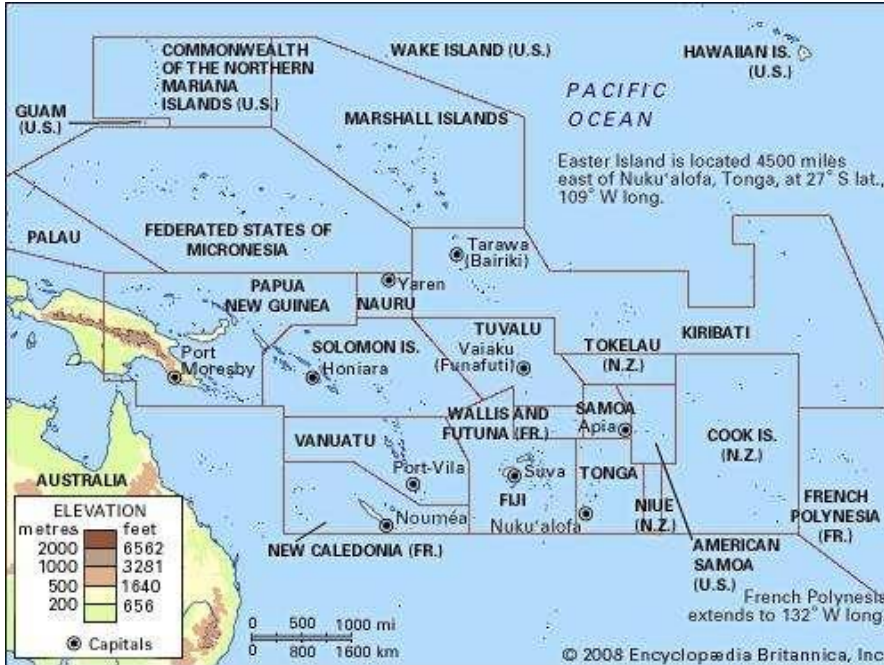 COMMONWEALTH
OF THE NORTHERN
MARIANA
ISLANDS (U.S.)
WAKE ISLAND (U.S.)
HAWAIIAN IS.
(U.S.)
GUAM
(U.S.)
MARSHALL ISLANDS
PACIFIC
OCEAN
Easter Island is located 4500 miles
east of Nukuʻalofa, Tonga, at 27° S lat.,
109° W long.
PALAU
FEDERATED STATES OF
MICRONESIA
Tarawa
(Bairiki)
PAPUA
NEW GUINEA
Yaren
NAURU
KIRIBATI
TUVALU
Vaiaku
(Funafuti)
TOKELAU
(N.Z.)
SOLOMON IS.
Honiara
Port
Moresby
WALLIS AND
FUTUNA (FR.)
SAMOA
Apia
COOK IS.
(N.Z.)
VANUATU
Port-Vila
Suva
FIJI
TONGA
Nukuʻalofa
NIUE
(N.Z.)
FRENCH
POLYNESIA
(FR.)
AUSTRALIA
Nouméa
NEW CALEDONIA (FR.)
AMERICAN
SAMOA
(U.S.)
French Polynesia
extends to 132° W long.
ELEVATION
metres feet
2000 6562
1000 3281
500 1640
200 656
Capitals
0 500 1000 mi
0 800 1600 km
© 2008 Encyclopædia Britannica, Inc.